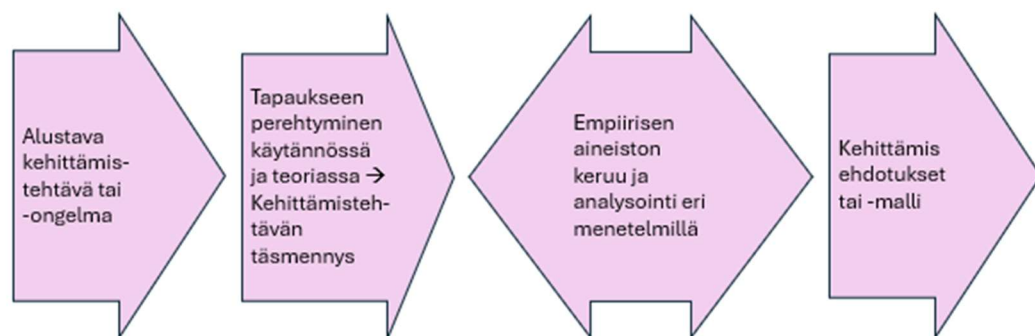 Alustava
kehittämis-
tehtävä tai
-ongelma
Tapaukseen
perehtyminen
käytännössä
ja teoriassa →
Kehittämisteh-
tävän
täsmennys
Empiirisen
aineiston
keruu ja
analysointi eri
menetelmillä
Kehittämis
ehdotukset
tai -malli